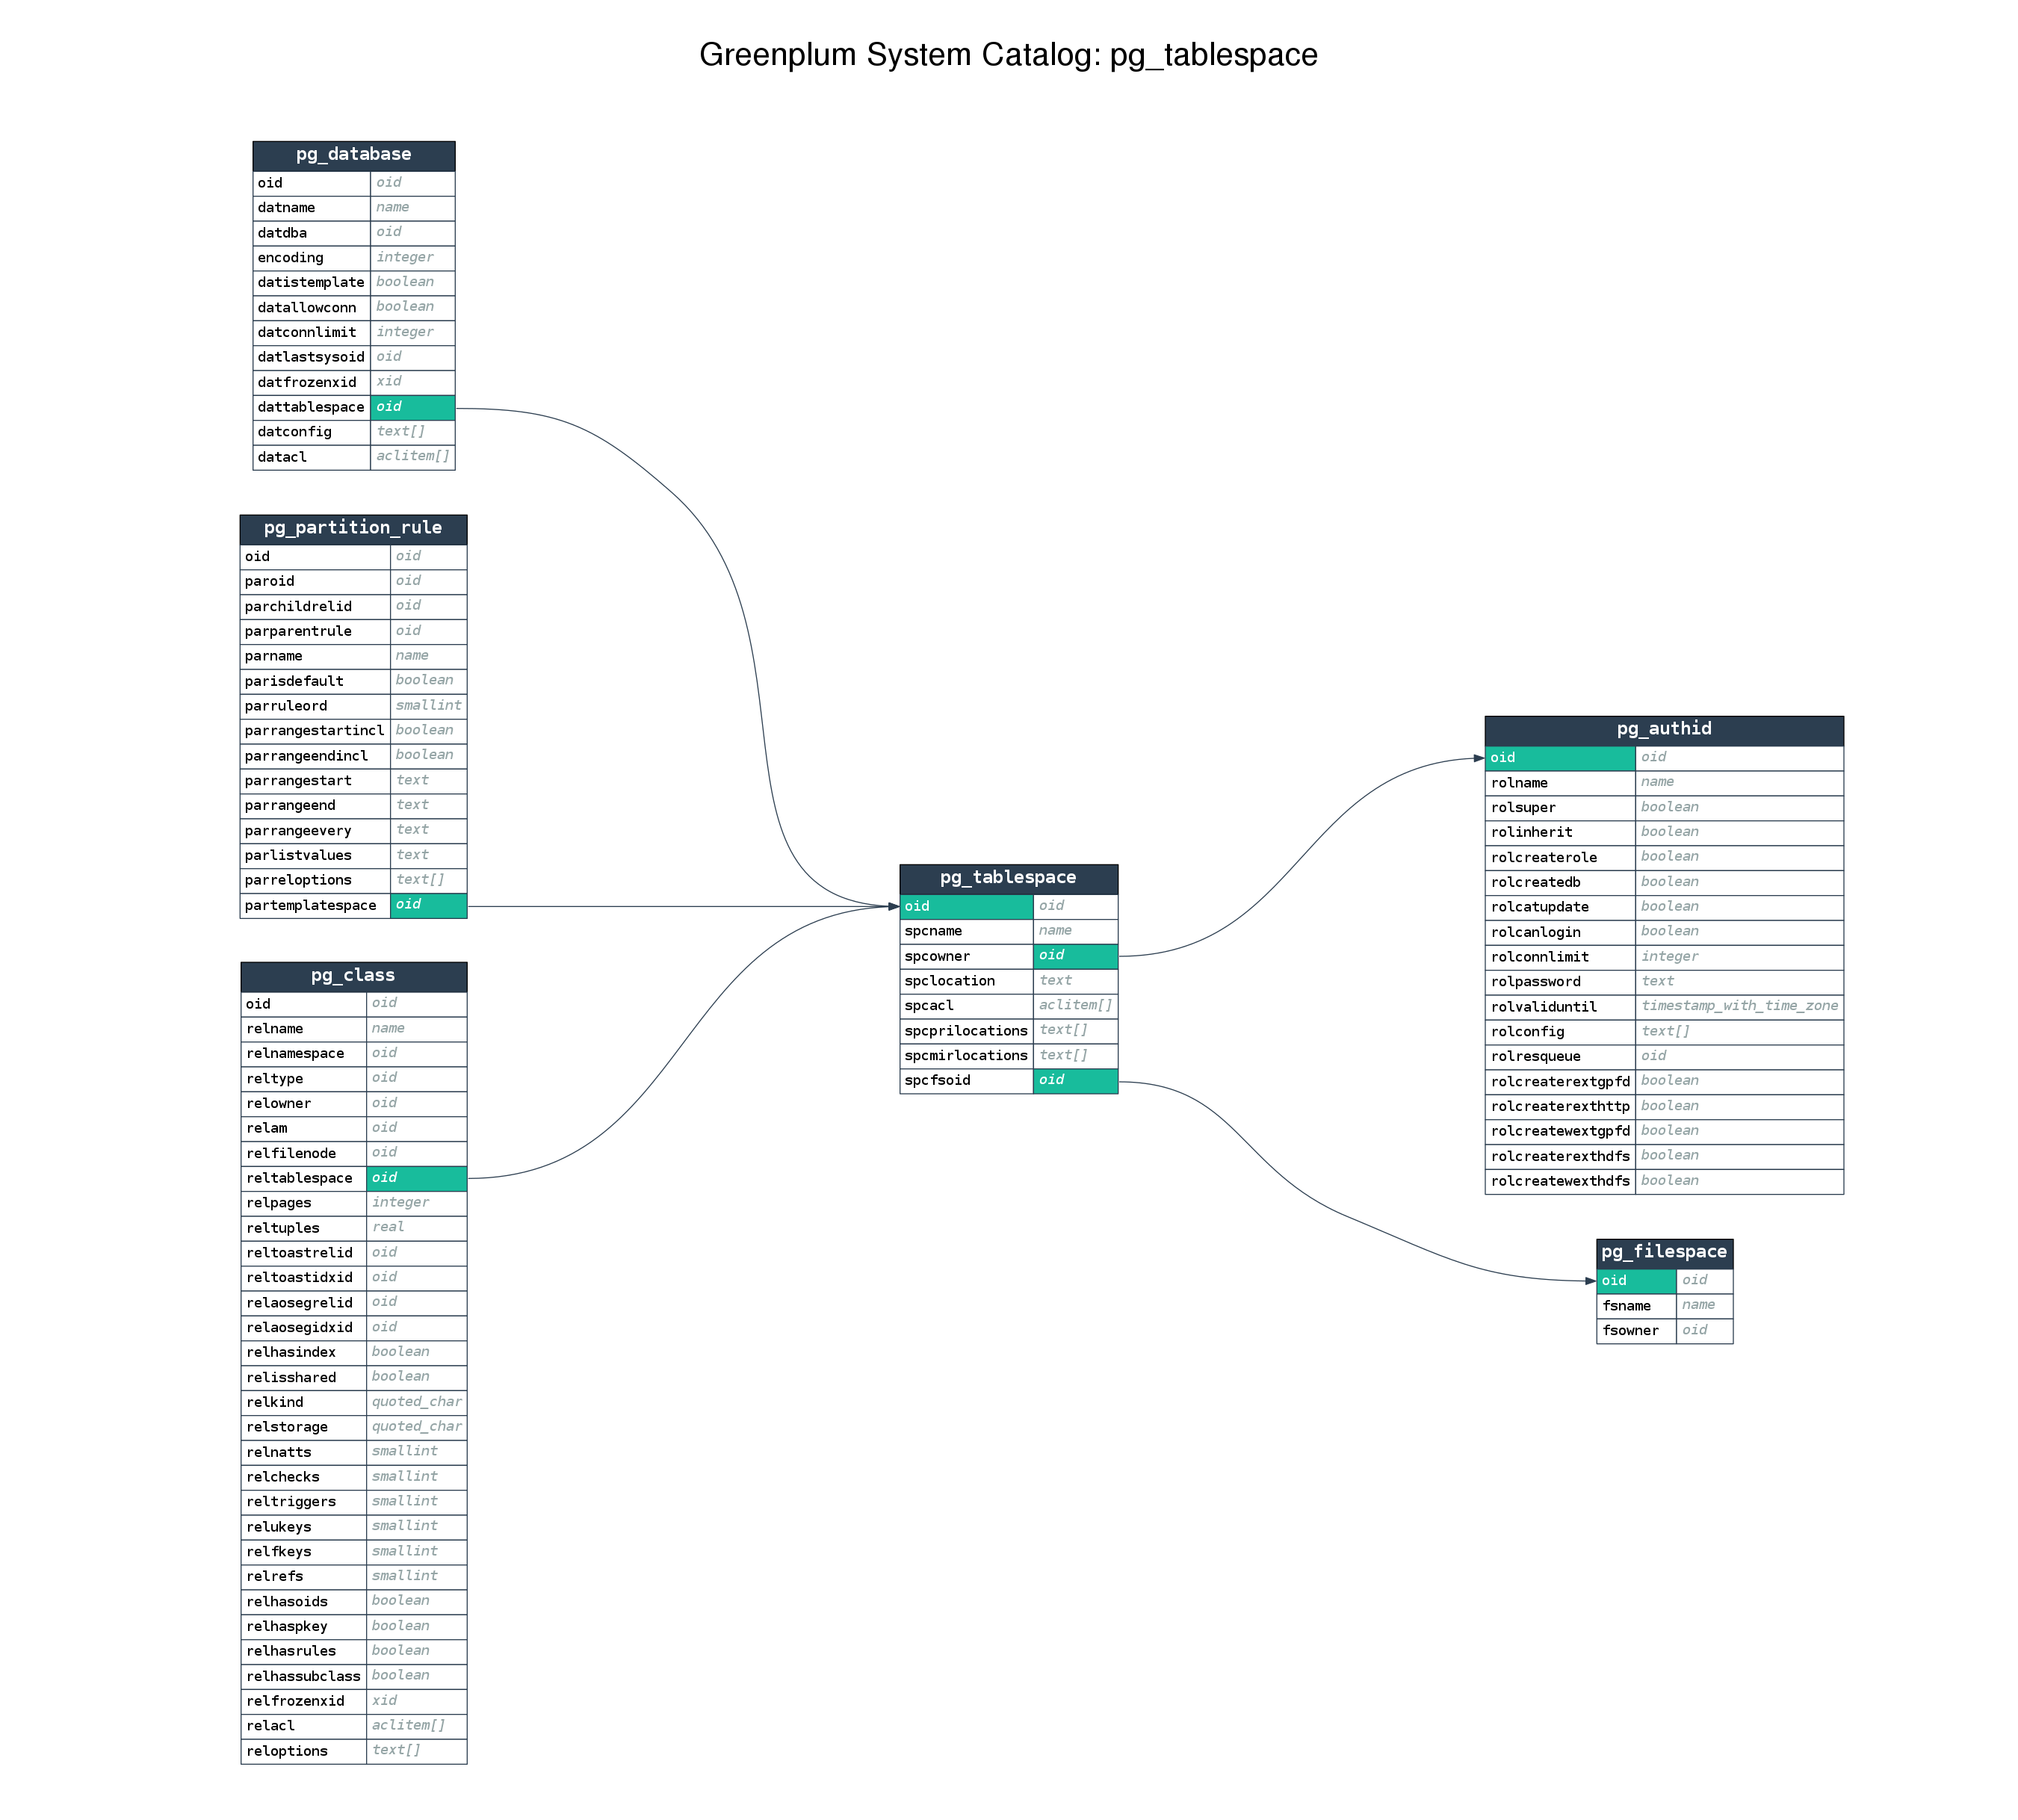 Greenplum System Catalog: pg_tablespace
pg_database
oid oid
datname name
datdba oid
encoding integer
datistemplate boolean
datallowconn boolean
datconnlimit integer
datlastsysoid oid
datfrozenxid xid
dattablespace oid
datconfig text[]
datacl aclitem[]
pg_partition_rule
oid oid
paroid oid
parchildrelid oid
parparentrule oid
parname name
parisdefault boolean
parruleord smallint
parrangestartincl boolean
parrangeendincl boolean
parrangestart text
parrangeend text
parrangeevery text
parlistvalues text
parreloptions text[]
partemplatespace oid
pg_class
oid oid
relname name
relnamespace oid
reltype oid
relowner oid
relam oid
relfilenode oid
reltablespace oid
relpages integer
reltuples real
reltoastrelid oid
reltoastidxid oid
relaosegrelid oid
relaosegidxid oid
relhasindex boolean
relisshared boolean
relkind quoted_char
relstorage quoted_char
relnatts smallint
relchecks smallint
reltriggers smallint
relukeys smallint
relfkeys smallint
relrefs smallint
relhasoids boolean
relhaspkey boolean
relhasrules boolean
relhassubclass boolean
relfrozenxid xid
relacl aclitem[]
reloptions text[]
pg_tablespace
oid oid
spcname name
spcowner oid
spclocation text
spcacl aclitem[]
spcprilocations text[]
spcmirlocations text[]
spcfsoid oid
pg_authid
oid oid
rolname name
rolsuper boolean
rolinherit boolean
rolcreaterole boolean
rolcreatedb boolean
rolcatupdate boolean
rolcanlogin boolean
rolconnlimit integer
rolpassword text
rolvaliduntil timestamp_with_time_zone
rolconfig text[]
rolresqueue oid
rolcreaterextgpfd boolean
rolcreaterexthttp boolean
rolcreatewextgpfd boolean
rolcreaterexthdfs boolean
rolcreatewexthdfs boolean
pg_filespace
oid oid
fsname name
fsowner oid